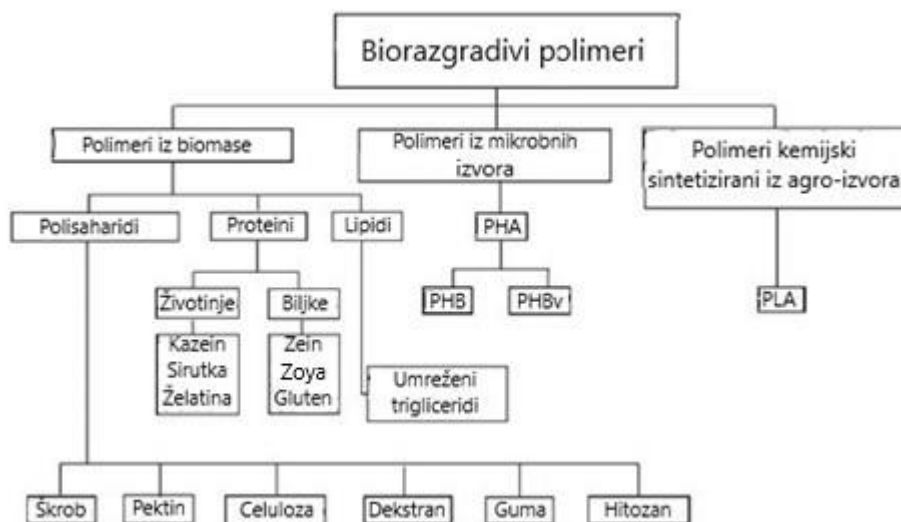 Biorazgradivi polimeri
Polimeri iz biomase
Polimeri iz mikrobnih
izvora
Polimeri kemijski
sintetizirani iz agro-izvora
Polisaharidi
Proteini
Lipidi
PHA
Životinje
Biljke
PHB
PHBv
PLA
Kazein
Sirutka
Želatina
Zein
Zoya
Gluten
Umreženi
trigliceridi
Škrob
Pektin
Celuloza
Dekstran
Guma
Hitozan